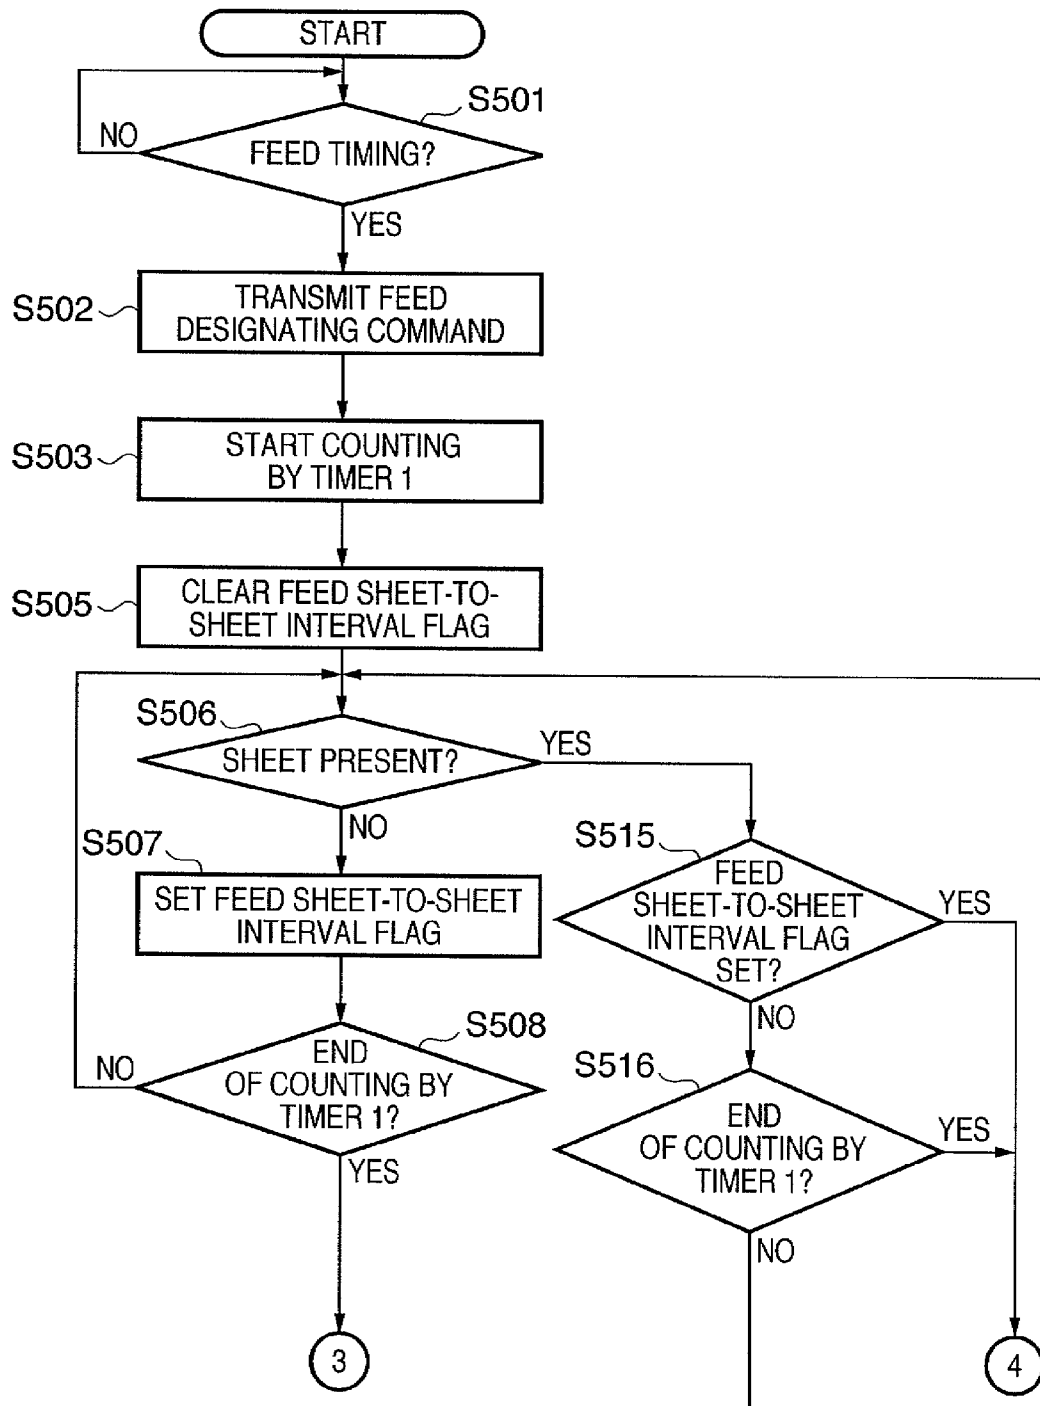 START
S501
NO
FEED TIMING?
YES
S502
TRANSMIT FEED
DESIGNATING COMMAND
S503
START COUNTING
BY TIMER 1
S505
CLEAR FEED SHEET-TO-
SHEET INTERVAL FLAG
S506
SHEET PRESENT?
YES
NO
S507
SET FEED SHEET-TO-SHEET
INTERVAL FLAG
S515
FEED
SHEET-TO-SHEET
INTERVAL FLAG
SET?
YES
NO
S508
END
OF COUNTING BY
TIMER 1?
NO
YES
S516
END
OF COUNTING BY
TIMER 1?
YES
NO
3
4